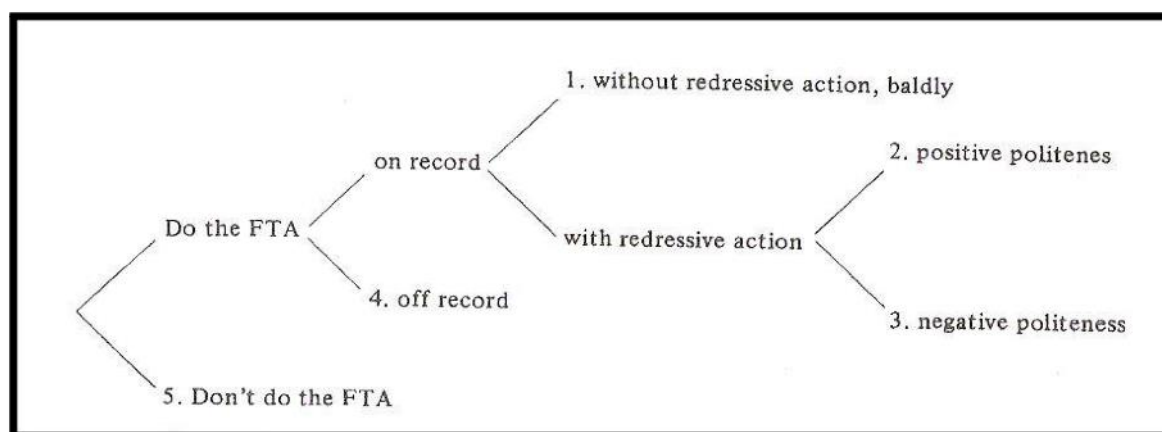 1. without redressive action, baldly
on record
2. positive politenes
Do the FTA
with redressive action
4. off record
3. negative politeness
5. Don't do the FTA